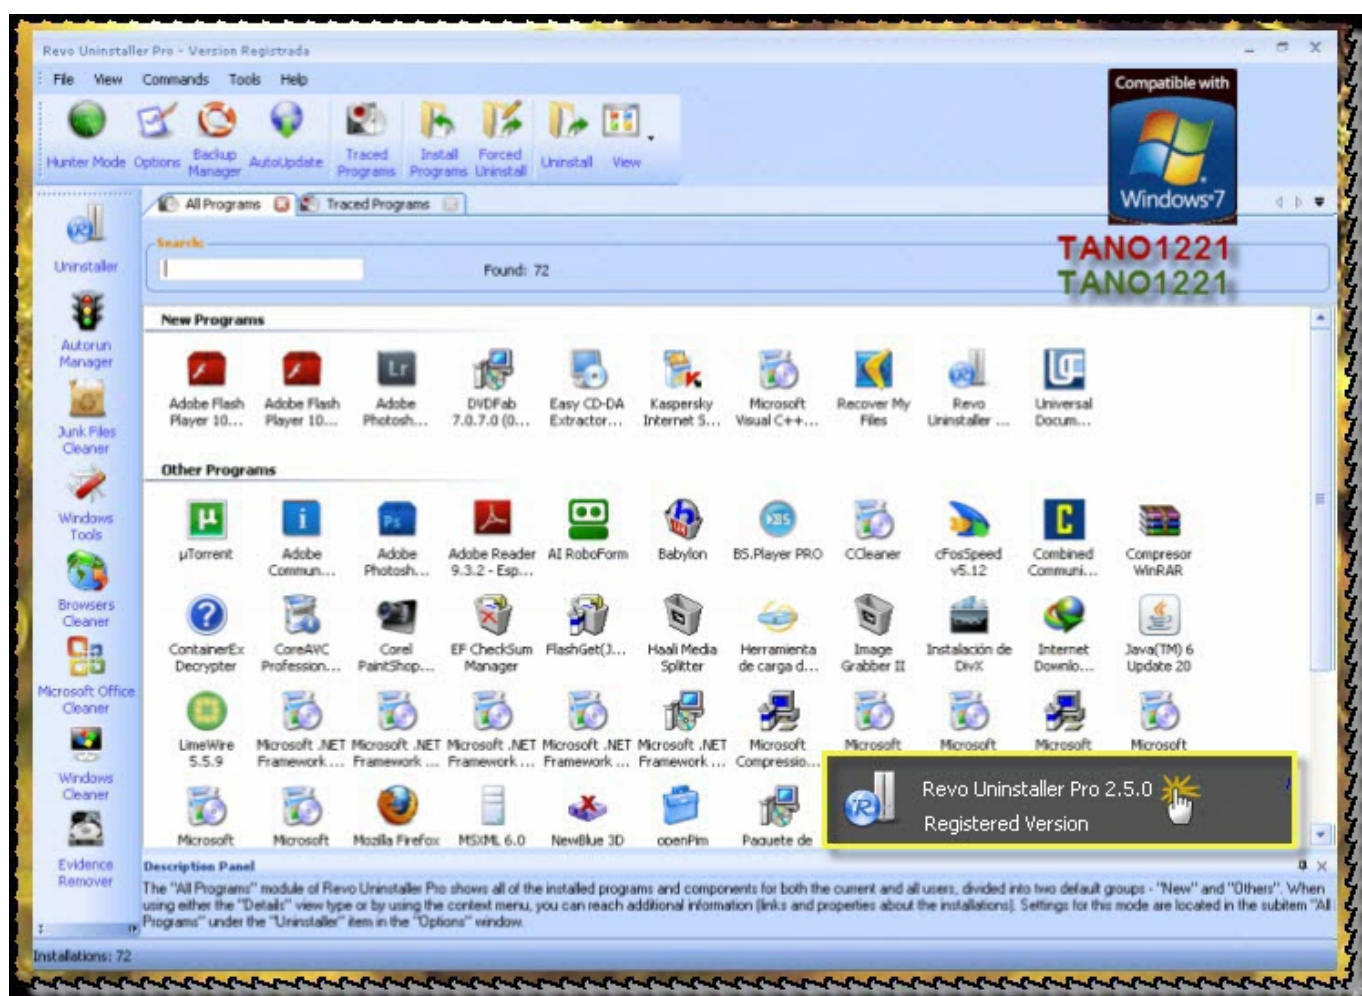 Revo Uninstaller Pro - Version Registrada
File View Commands Tools Help
Hunter Mode Options Backup Manager AutoUpdate Traced Programs Install Programs Forced Uninstall Uninstall View
Compatible with
Windows 7
All Programs Traced Programs
TANO1221
TANO1221
Search:
Found: 72
Uninstaller
Autorun
Manager
Junk Files
Cleaner
Windows
Tools
Browsers
Cleaner
Microsoft Office
Cleaner
Windows
Cleaner
Evidence
Remover
New Programs
Adobe Flash Adobe Flash Adobe DVDFab Easy CD-DA Kaspersky Microsoft Recover My Revo Universal
Player 10... Player 10... Photosh... 7.0.7.0 (0... Extractor... Internet S... Visual C++... Files Uninstaller ... Docum...
Other Programs
µTorrent Adobe Adobe Adobe Reader AI RoboForm Babylon BS.Player PRO CCleaner cFosSpeed Combined Compresor
Commun... Photosh... 9.3.2 - Esp... v5.12 Communi... WinRAR
ContainerEx CoreAVC Corel EF CheckSum FlashGet(J... Haali Media Herramienta Image Instalación de Internet Java(TM) 6
Decrypter Profession... PaintShop... Manager Splitter de carga d... Grabber II DivX Downlo... Update 20
LimeWire Microsoft .NET Microsoft .NET Microsoft .NET Microsoft .NET Microsoft .NET Microsoft Microsoft Microsoft Microsoft Microsoft
5.5.9 Framework ... Framework ... Framework ... Framework ... Framework ... Compressio...
Microsoft Microsoft Mozilla Firefox MSXML 6.0 NewBlue 3D openPim Paquete de
Revo Uninstaller Pro 2.5.0
Registered Version
Description Panel
The "All Programs" module of Revo Uninstaller Pro shows all of the installed programs and components for both the current and all users, divided into two default groups - "New" and "Others". When
using either the "Details" view type or by using the context menu, you can reach additional information (links and properties about the installations). Settings for this mode are located in the subitem "All
Programs" under the "Uninstaller" item in the "Options" window.
Installations: 72